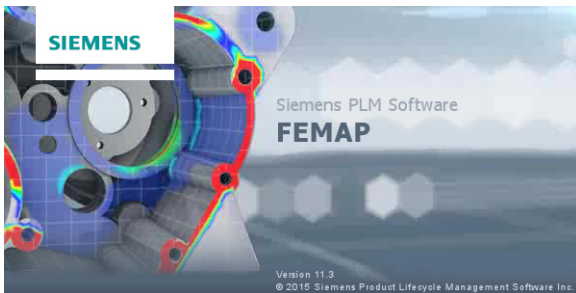 SIEMENS
Siemens PLM Software
FEMAP
Version 11.3
© 2015 Siemens Product Lifecycle Management Software Inc.